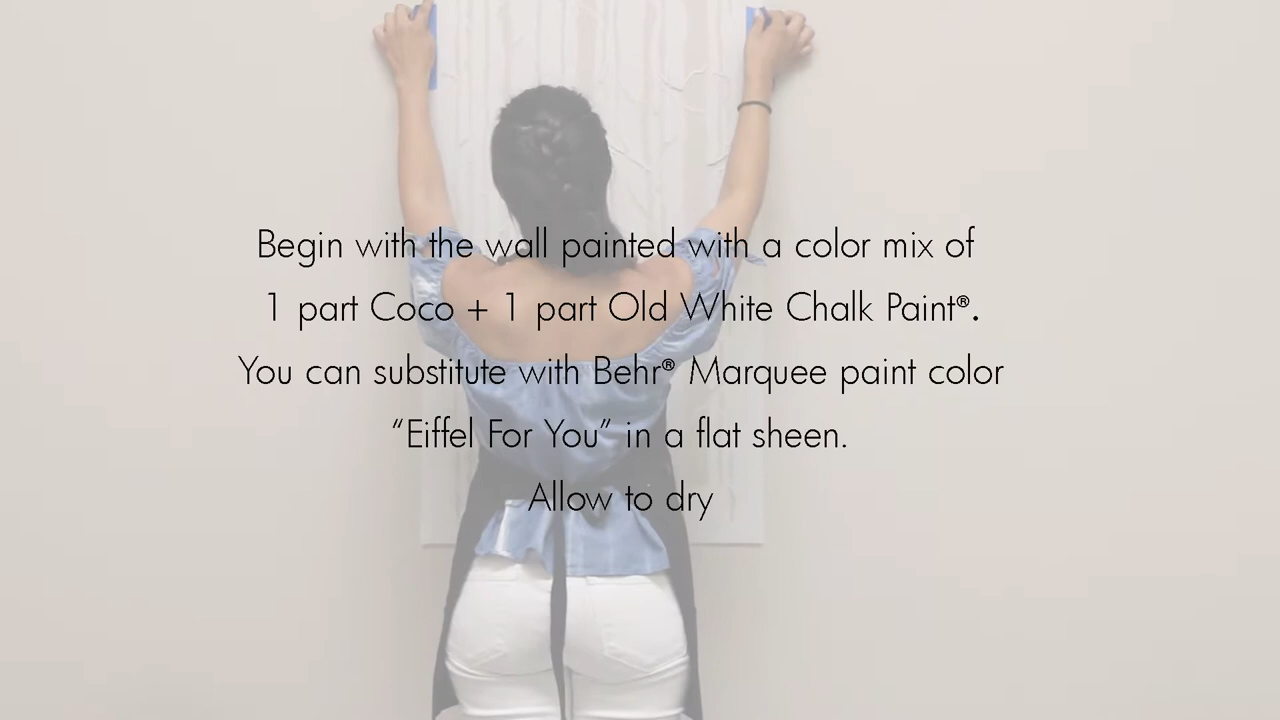 Begin with the wall painted with a color mix of
1 part Coco + 1 part Old White Chalk Paint®.
You can substitute with Behr® Marquee paint color
“Eiffel For You” in a flat sheen.
Allow to dry